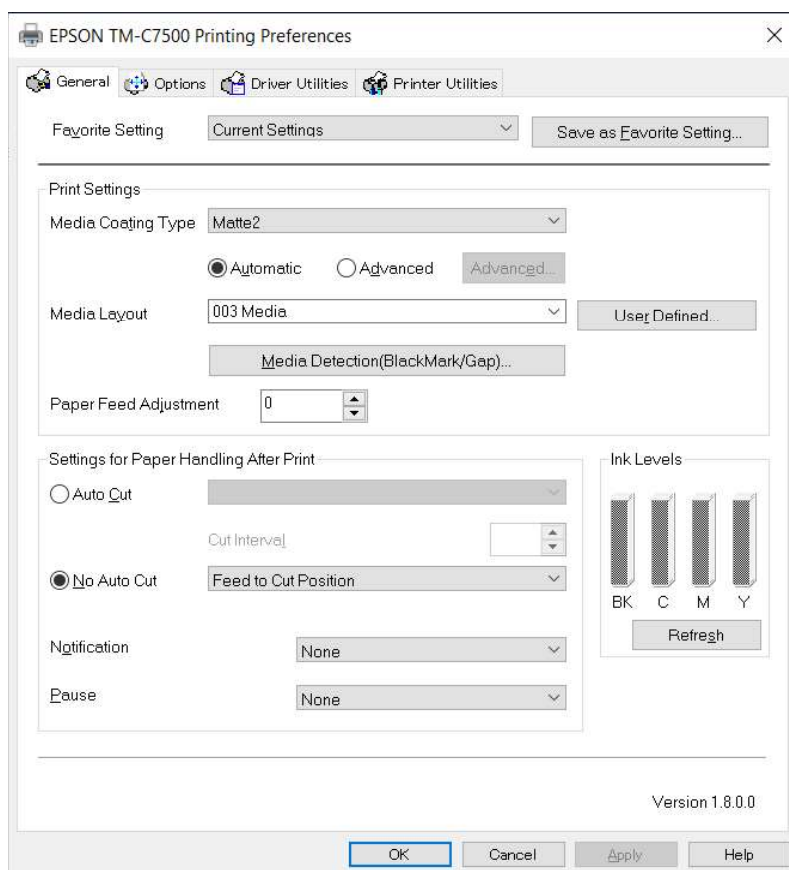 EPSON TM-C7500 Printing Preferences
General Options Driver Utilities Printer Utilities
Favorite Setting Current Settings Save as Favorite Setting...
Print Settings
Media Coating Type Matte2
Automatic Advanced Advanced...
Media Layout 003 Media User Defined...
Media Detection(BlackMark/Gap)...
Paper Feed Adjustment 0
Settings for Paper Handling After Print
Auto Cut
Cut Interval
No Auto Cut Feed to Cut Position
Notification None
Pause None
Ink Levels
BK C M Y
Refresh
Version 1.8.0.0
OK Cancel Apply Help